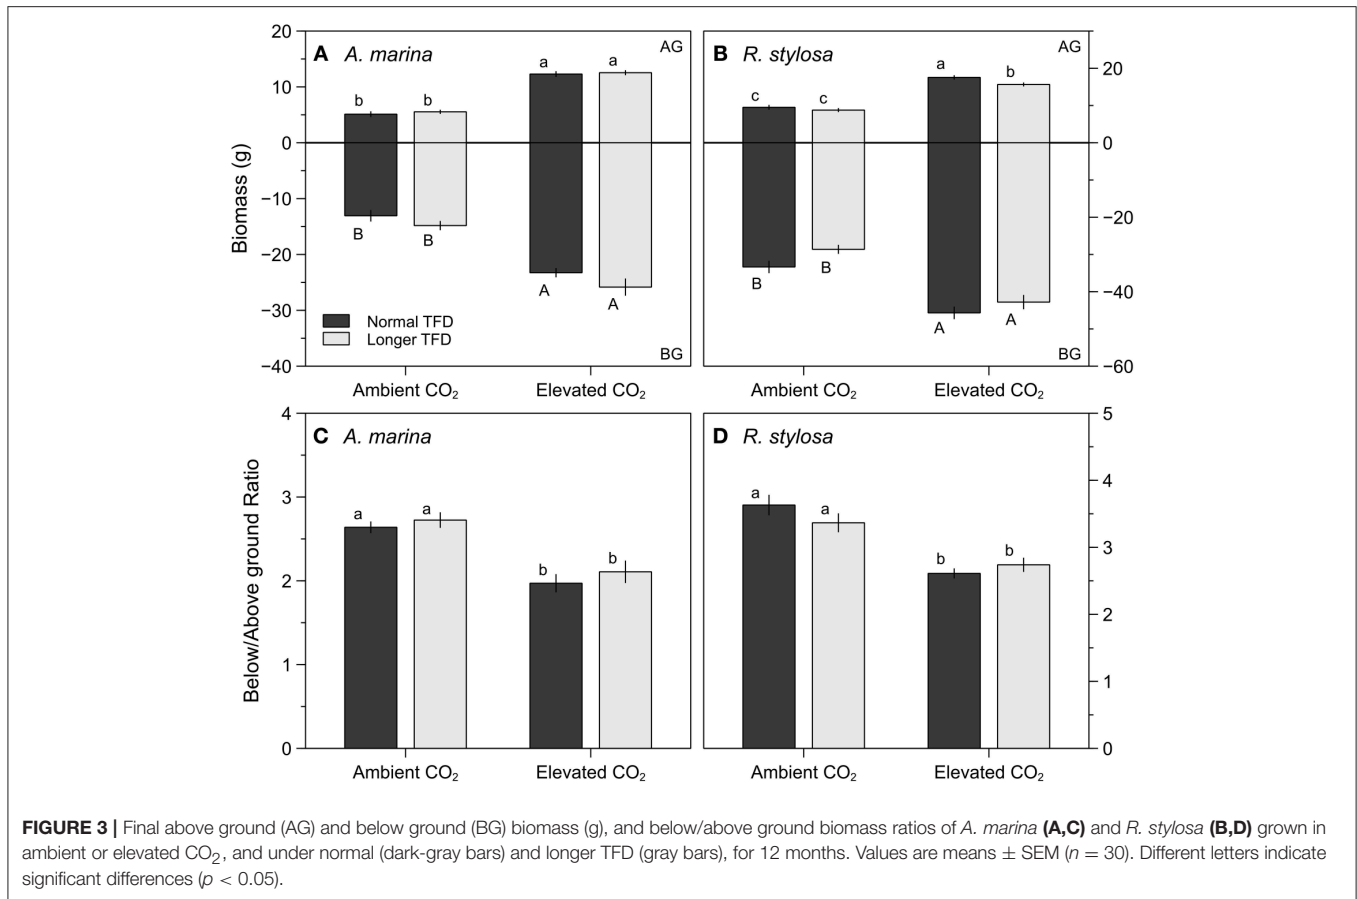 A A. marina
AG
B R. stylosa
AG
20
10
0
−10
−20
−30
−40
Biomass (g)
b
b
a
a
B
B
A
A
c
c
a
b
B
B
A
A
20
0
−20
−40
−60
Normal TFD
Longer TFD
BG
BG
Ambient CO₂
Elevated CO₂
Ambient CO₂
Elevated CO₂
C A. marina
D R. stylosa
4
3
2
1
0
Below/Above ground Ratio
a
a
b
b
a
a
b
b
5
4
3
2
1
0
Ambient CO₂
Elevated CO₂
Ambient CO₂
Elevated CO₂
FIGURE 3 | Final above ground (AG) and below ground (BG) biomass (g), and below/above ground biomass ratios of A. marina (A,C) and R. stylosa (B,D) grown in
ambient or elevated CO₂, and under normal (dark-gray bars) and longer TFD (gray bars), for 12 months. Values are means ± SEM (n = 30). Different letters indicate
significant differences (p < 0.05).